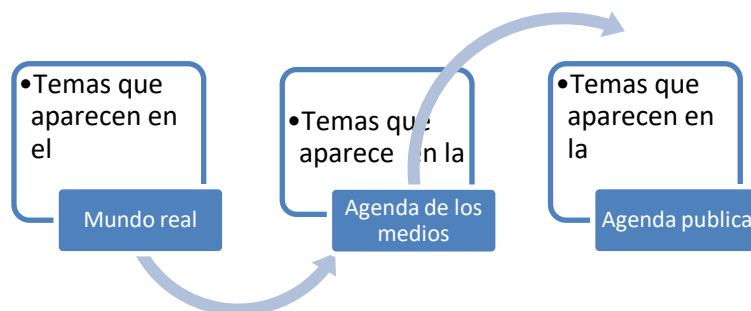 •Temas que
aparecen en
el
Mundo real
•Temas que
aparece en la
Agenda de los
medios
•Temas que
aparecen en
la
Agenda publica